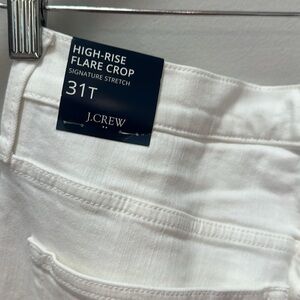 HIGH-RISE
FLARE CROP
SIGNATURE STRETCH
31T
J.CREW